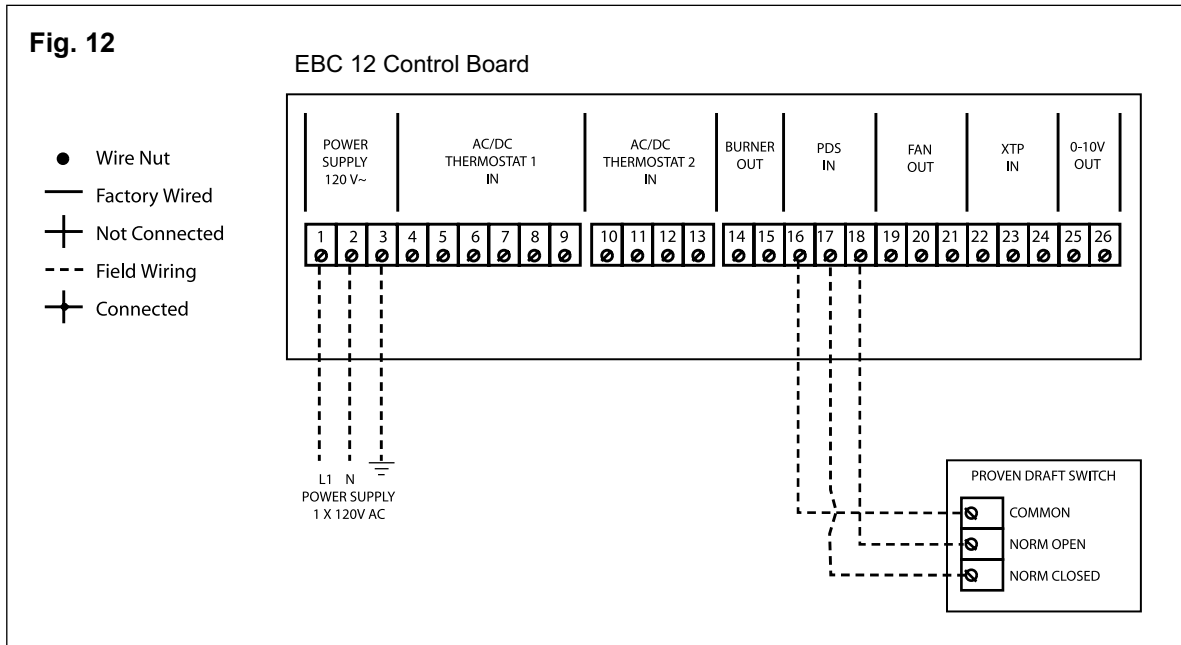 Fig. 12
EBC 12 Control Board
Wire Nut
Factory Wired
Not Connected
Field Wiring
Connected
POWER
SUPPLY
120 V~
AC/DC
THERMOSTAT 1
IN
AC/DC
THERMOSTAT 2
IN
BURNER
OUT
PDS
IN
FAN
OUT
XTP
IN
0-10V
OUT
1 2 3 4 5 6 7 8 9 10 11 12 13 14 15 16 17 18 19 20 21 22 23 24 25 26
L1 N
POWER SUPPLY
1 X 120V AC
PROVEN DRAFT SWITCH
COMMON
NORM OPEN
NORM CLOSED